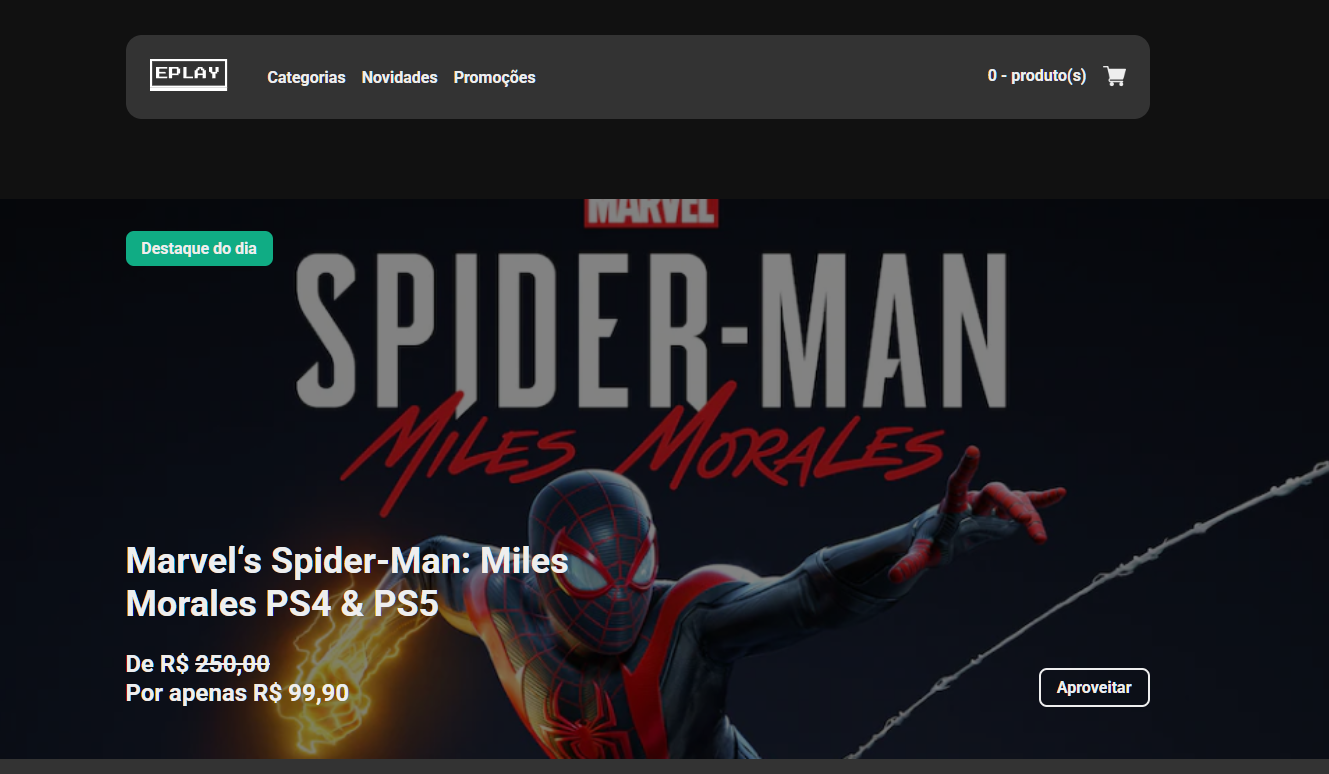 EPLAY
Categorias Novidades Promoções
0 - produto(s)
MARVEL
Destaque do dia
SPIDER-MAN
MILES MORALES
Marvel‘s Spider-Man: Miles
Morales PS4 & PS5
De R$ 250,00
Por apenas R$ 99,90
Aproveitar